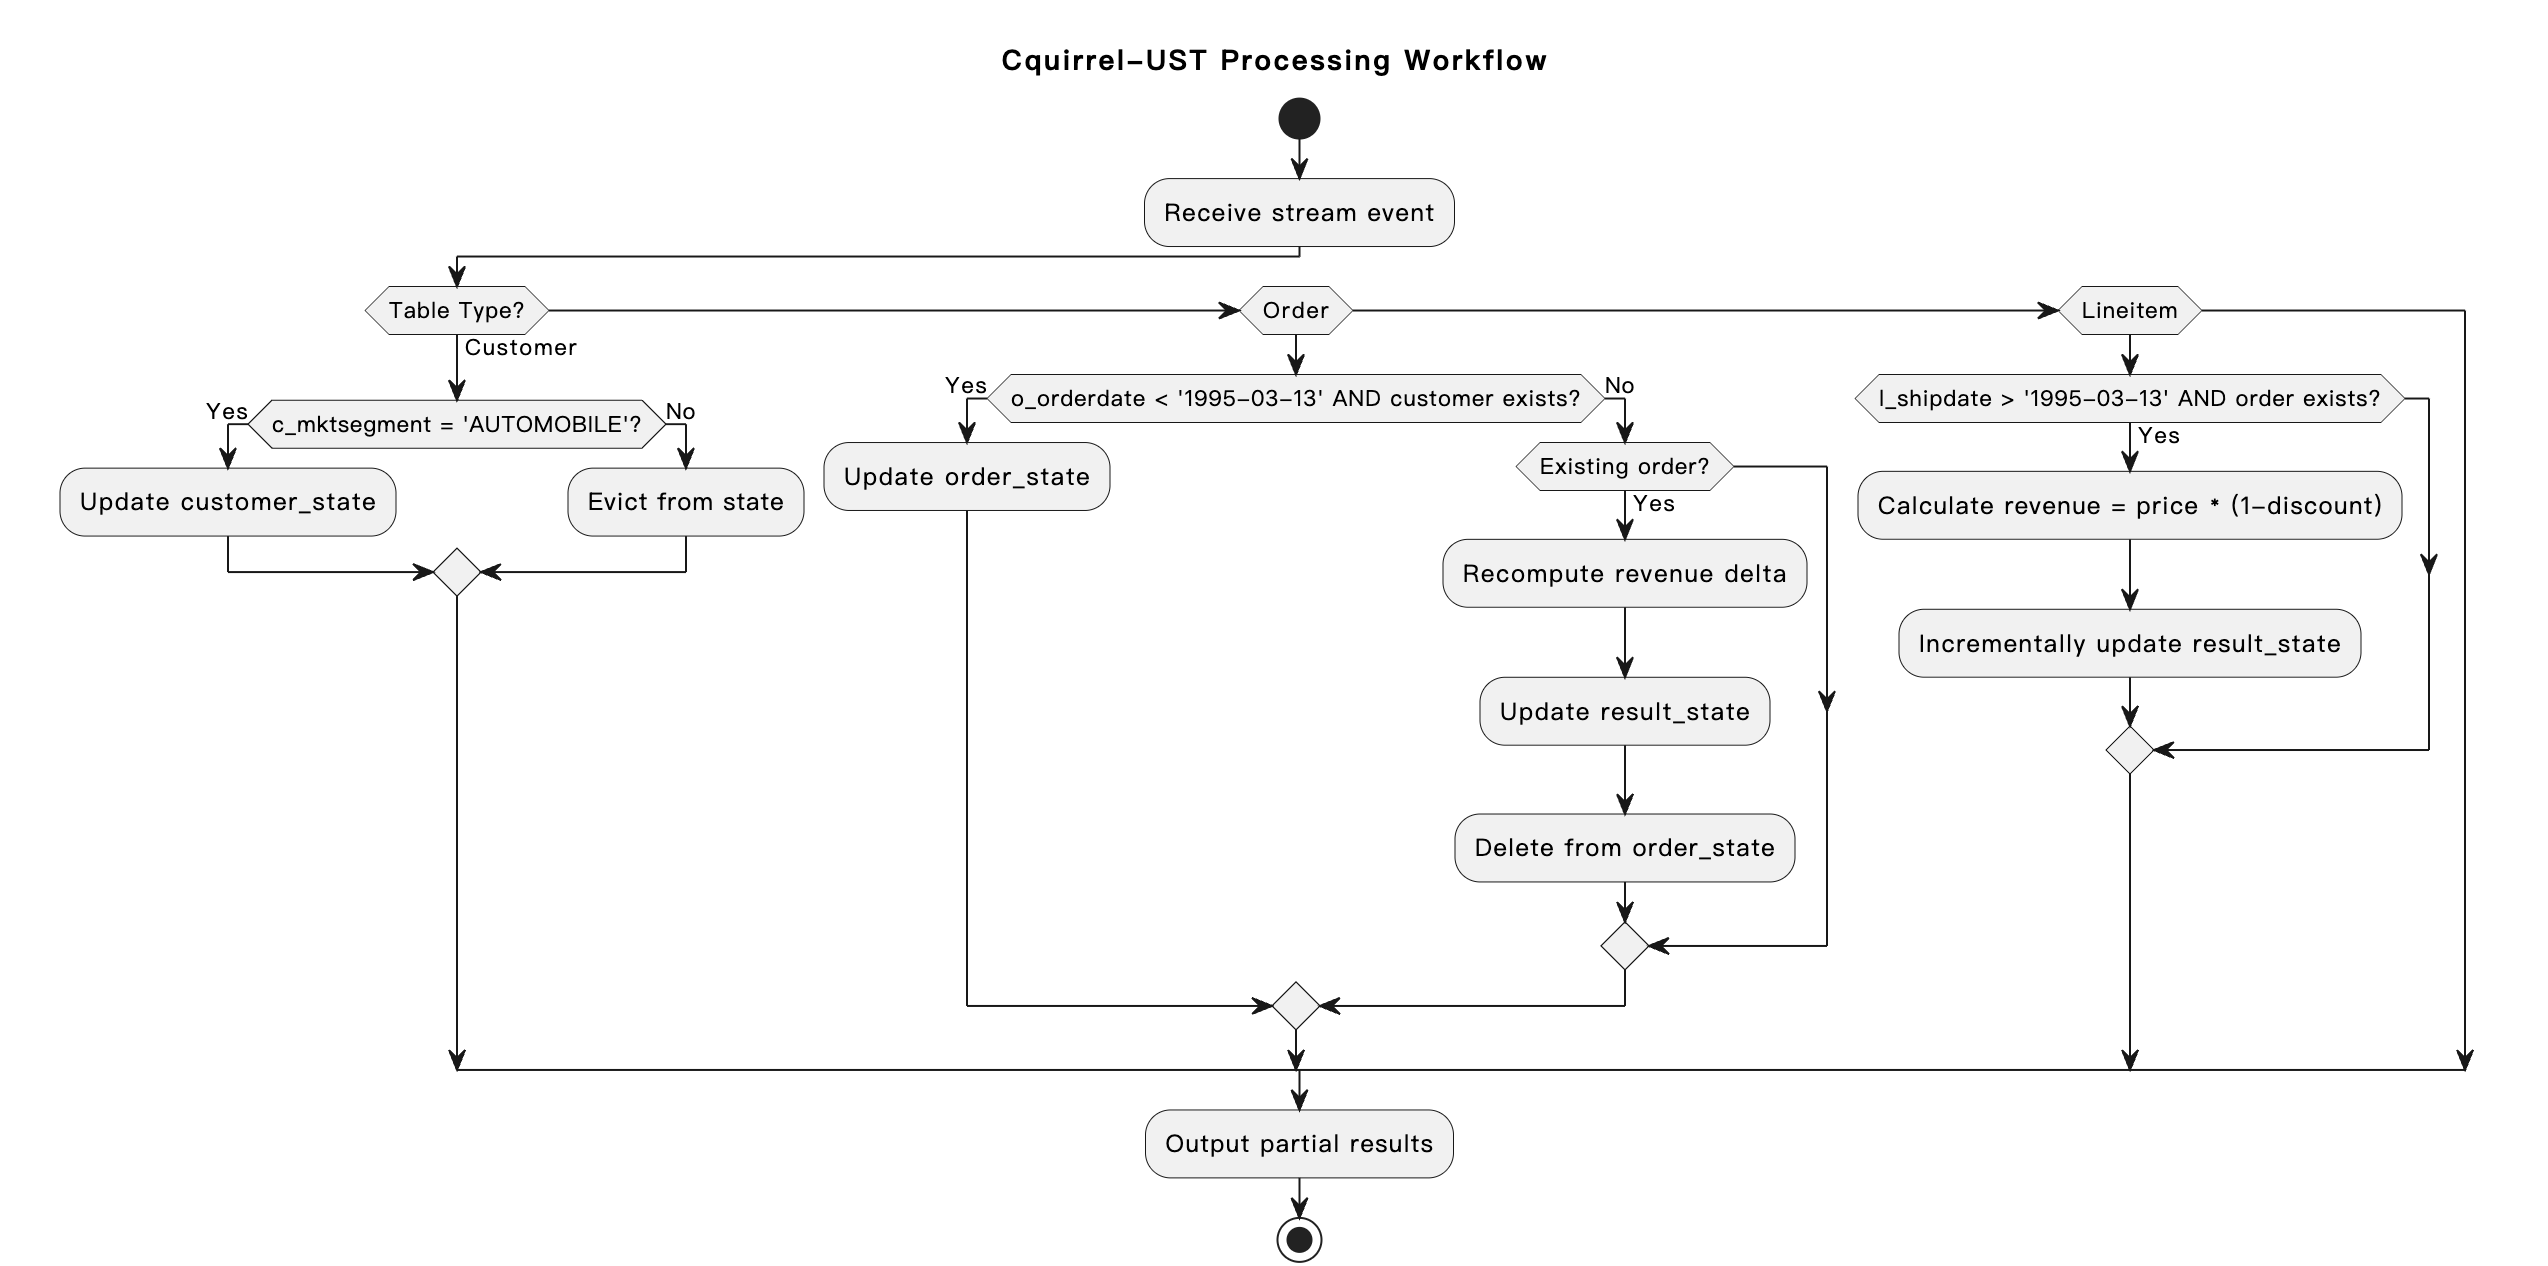 Cquirrel–UST Processing Workflow
Receive stream event
Table Type?
Customer
c_mktsegment = 'AUTOMOBILE'?
Yes
No
Update customer_state
Evict from state
Order
o_orderdate < '1995–03–13' AND customer exists?
Yes
No
Update order_state
Existing order?
Yes
Recompute revenue delta
Update result_state
Delete from order_state
Lineitem
l_shipdate > '1995–03–13' AND order exists?
Yes
Calculate revenue = price * (1–discount)
Incrementally update result_state
Output partial results